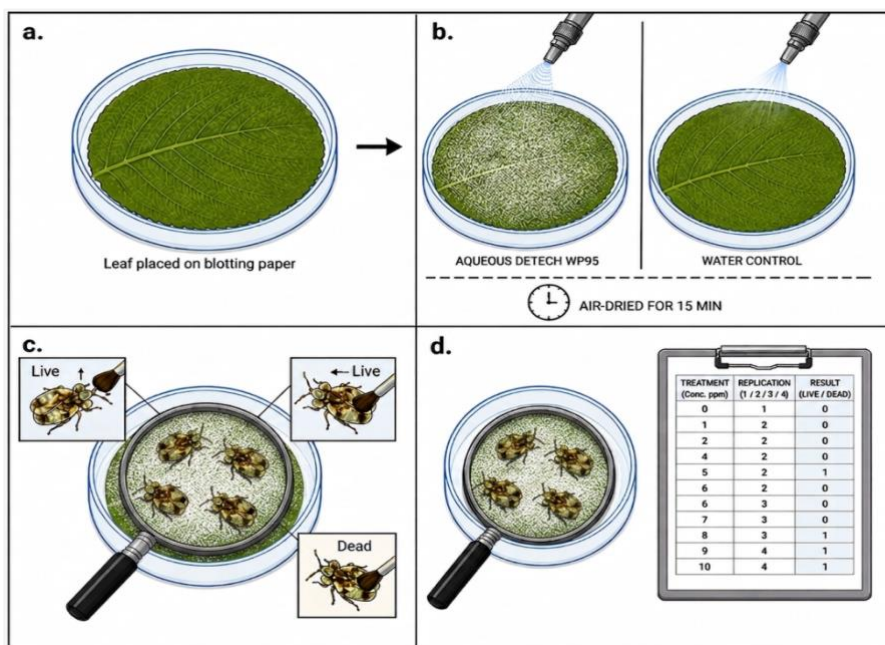 a.
Leaf placed on blotting paper
b.
AQUEOUS DETECH WP95
WATER CONTROL
AIR-DRIED FOR 15 MIN
c.
Live
Live
Dead
d.
TREATMENT REPLICATION RESULT
(Conc. ppm) (1 / 2 / 3 / 4) (LIVE / DEAD)
0 1 0
1 2 0
2 2 0
4 2 0
5 2 1
6 2 0
6 3 0
7 3 0
8 3 1
9 4 1
10 4 1